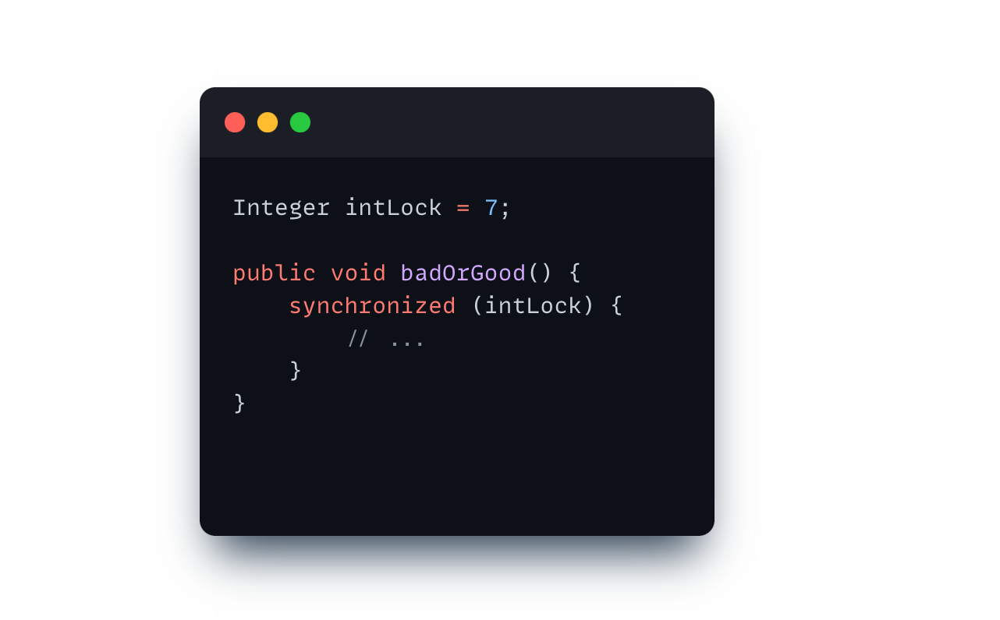 Integer intLock = 7;
public void badOrGood() {
    synchronized (intLock) {
        // ...
    }
}